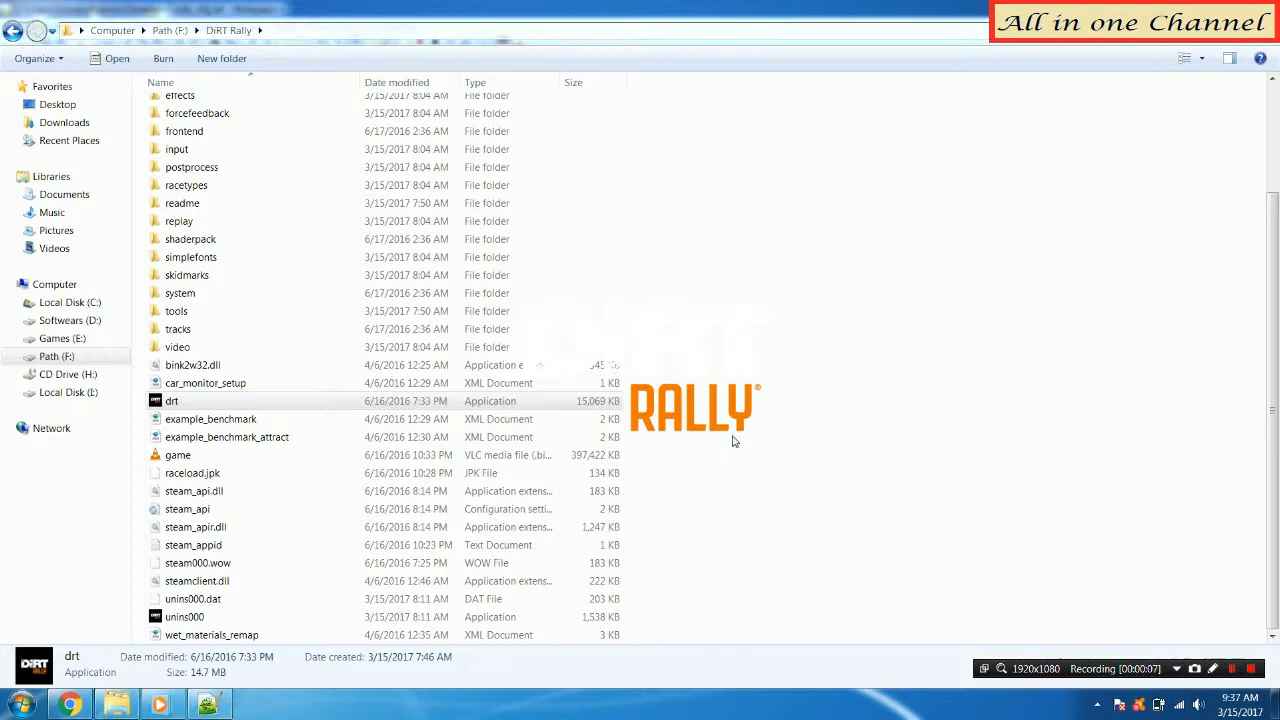 All in one Channel
Computer Path (F:) DiRT Rally
Organize Open Burn New folder
Name Date modified Type Size
Favorites
Desktop
Downloads
Recent Places
Libraries
Documents
Music
Pictures
Videos
Computer
Local Disk (C:)
Softwears (D:)
Games (E:)
Path (F:)
CD Drive (H:)
Local Disk (I:)
Network
effects 3/15/2017 8:04 AM File folder
forcefeedback 3/15/2017 8:04 AM File folder
frontend 6/17/2016 2:36 AM File folder
input 3/15/2017 8:04 AM File folder
postprocess 3/15/2017 8:04 AM File folder
racetypes 3/15/2017 8:04 AM File folder
readme 3/15/2017 7:50 AM File folder
replay 3/15/2017 8:04 AM File folder
shaderpack 6/17/2016 2:36 AM File folder
simplefonts 3/15/2017 8:04 AM File folder
skidmarks 3/15/2017 8:04 AM File folder
system 6/17/2016 2:36 AM File folder
tools 3/15/2017 7:50 AM File folder
tracks 6/17/2016 2:36 AM File folder
video 3/15/2017 8:04 AM File folder
bink2w32.dll 4/6/2016 12:25 AM Application e
car_monitor_setup 4/6/2016 12:29 AM XML Document 1 KB
drt 6/16/2016 7:33 PM Application 15,069 KB
example_benchmark 4/6/2016 12:29 AM XML Document 2 KB
example_benchmark_attract 4/6/2016 12:30 AM XML Document 2 KB
game 6/16/2016 10:33 PM VLC media file (.bi... 397,422 KB
raceload.jpk 6/16/2016 10:28 PM JPK File 134 KB
steam_api.dll 6/16/2016 8:14 PM Application extens... 183 KB
steam_api 6/16/2016 8:14 PM Configuration setti... 2 KB
steam_apir.dll 6/16/2016 8:14 PM Application extens... 1,247 KB
steam_appid 6/16/2016 10:23 PM Text Document 1 KB
steam000.wow 6/16/2016 7:25 PM WOW File 183 KB
steamclient.dll 4/6/2016 12:46 AM Application extens... 222 KB
unins000.dat 3/15/2017 8:11 AM DAT File 203 KB
unins000 3/15/2017 8:11 AM Application 1,538 KB
wet_materials_remap 4/6/2016 12:35 AM XML Document 3 KB
DiRT
RALLY®
DiRT
RALLY
drt Date modified: 6/16/2016 7:33 PM Date created: 3/15/2017 7:46 AM
Application Size: 14.7 MB
1920x1080 Recording [00:00:07]
9:37 AM
3/15/2017